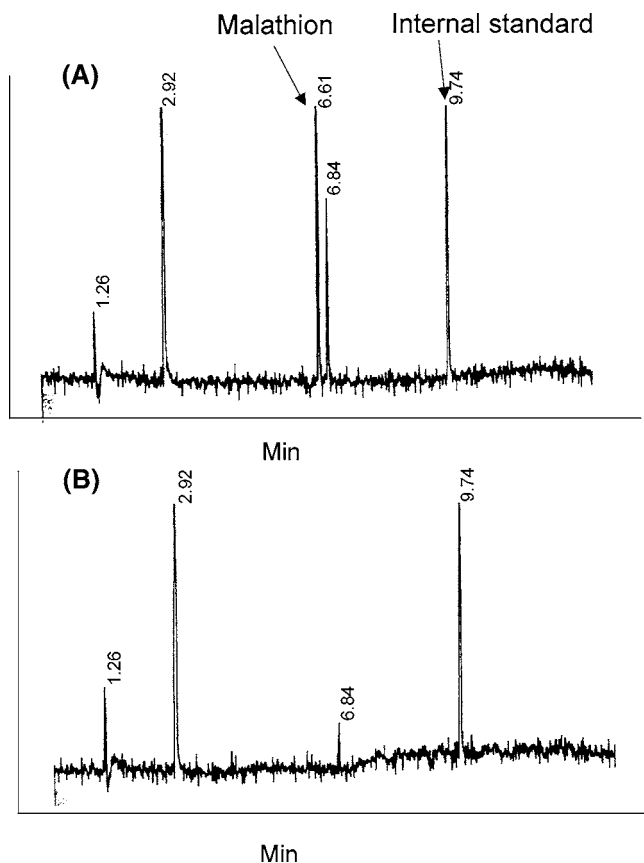 Malathion Internal standard
(A)
2.92
6.61
9.74
6.84
1.26
Min
(B)
2.92
9.74
1.26
6.84
Min